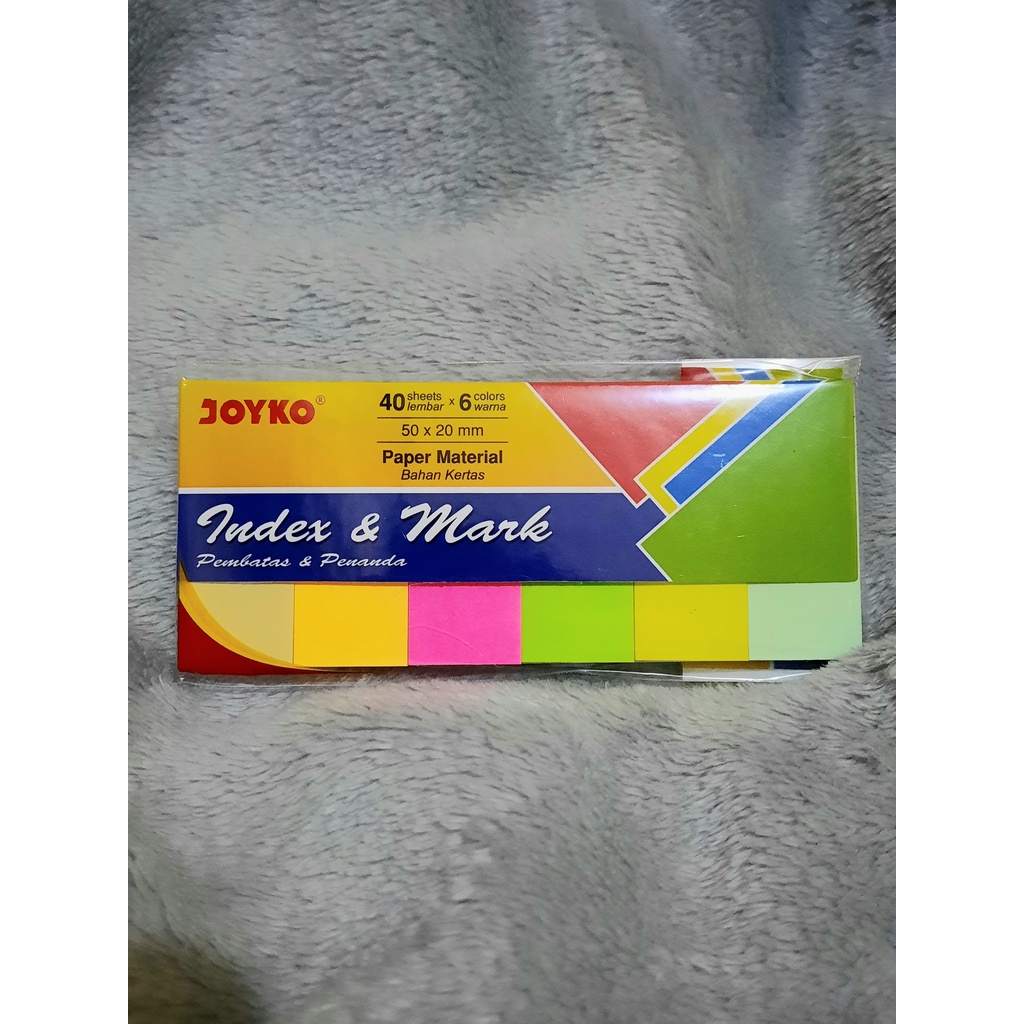 JOYKO ®
40 sheets lembar x 6 colors warna
50 x 20 mm
Paper Material
Bahan Kertas
Index & Mark
Pembatas & Penanda